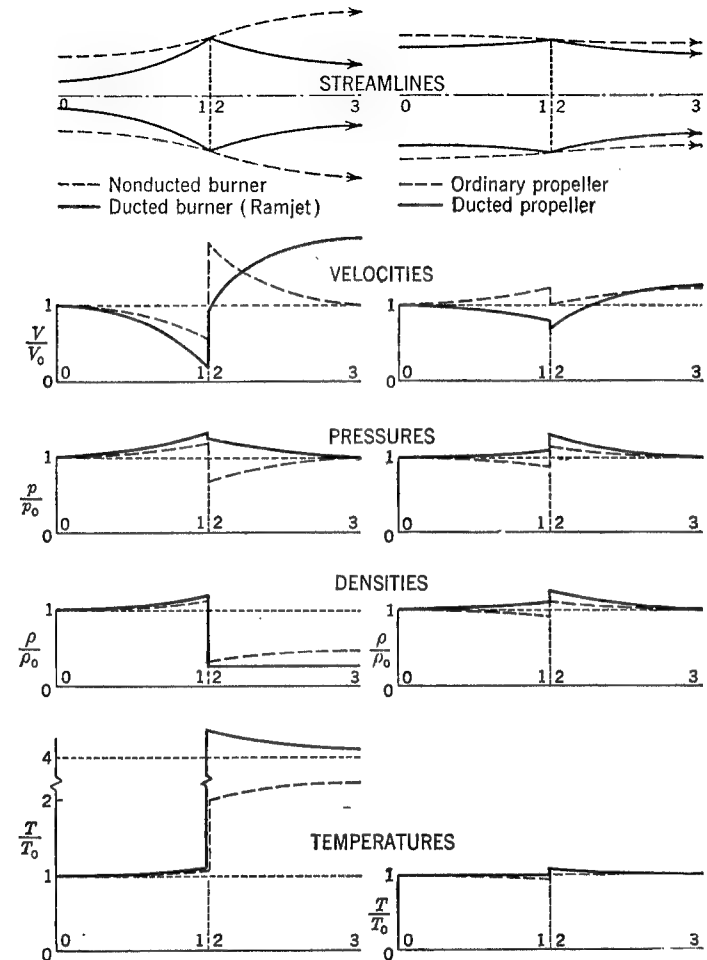 STREAMLINES
0 1 2 3 0 1 2 3
Nonducted burner
Ducted burner (Ramjet)
Ordinary propeller
Ducted propeller
VELOCITIES
1 1
V/V₀
0 0
0 1 2 3 0 1 2 3
PRESSURES
1 1
p/p₀
0 0
0 1 2 3 0 1 2 3
DENSITIES
1 1
ρ/ρ₀ ρ/ρ₀
0 0
0 1 2 3 0 1 2 3
4
2
T/T₀
TEMPERATURES
1 1
T/T₀
0 0
0 1 2 3 0 1 2 3